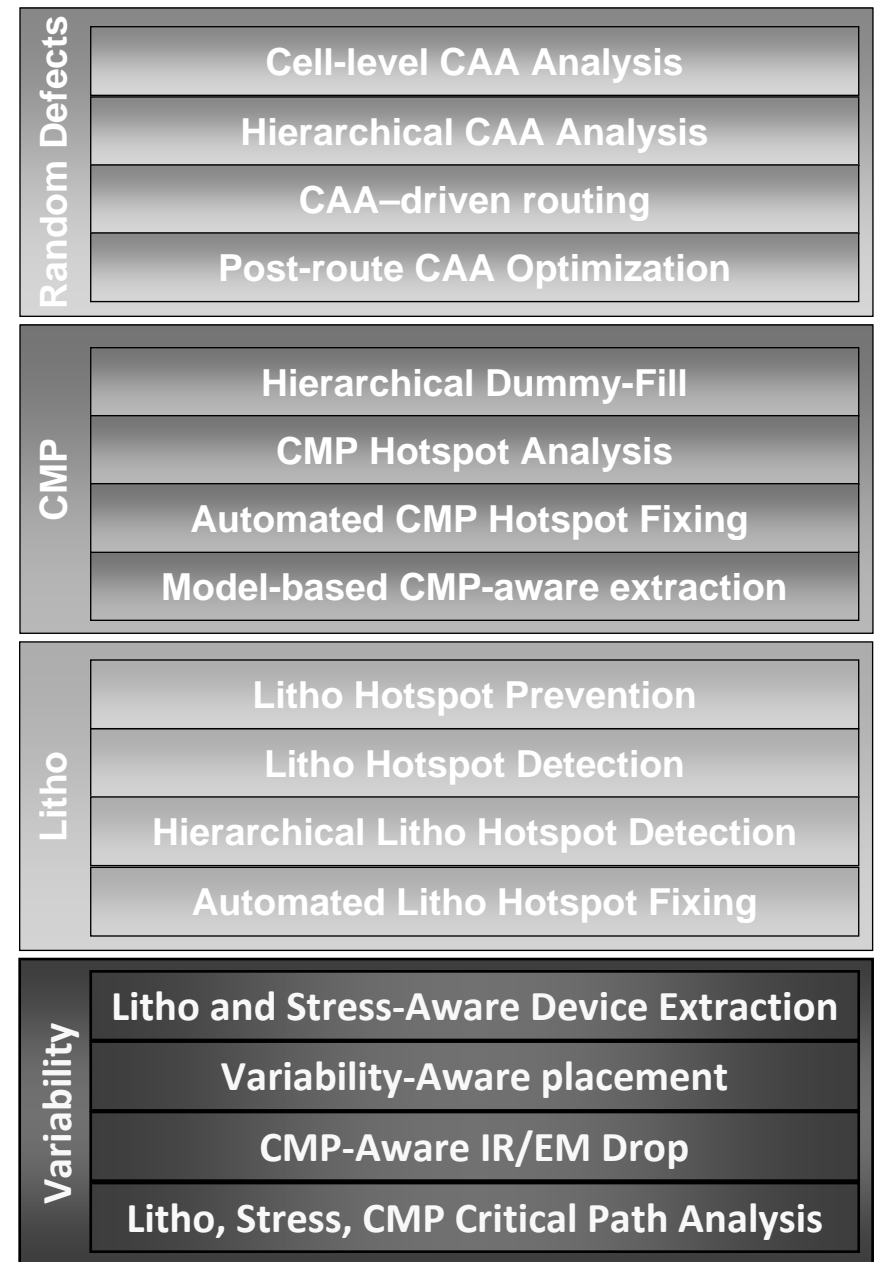 Random Defects
Cell-level CAA Analysis
Hierarchical CAA Analysis
CAA–driven routing
Post-route CAA Optimization
CMP
Hierarchical Dummy-Fill
CMP Hotspot Analysis
Automated CMP Hotspot Fixing
Model-based CMP-aware extraction
Litho
Litho Hotspot Prevention
Litho Hotspot Detection
Hierarchical Litho Hotspot Detection
Automated Litho Hotspot Fixing
Variability
Litho and Stress-Aware Device Extraction
Variability-Aware placement
CMP-Aware IR/EM Drop
Litho, Stress, CMP Critical Path Analysis